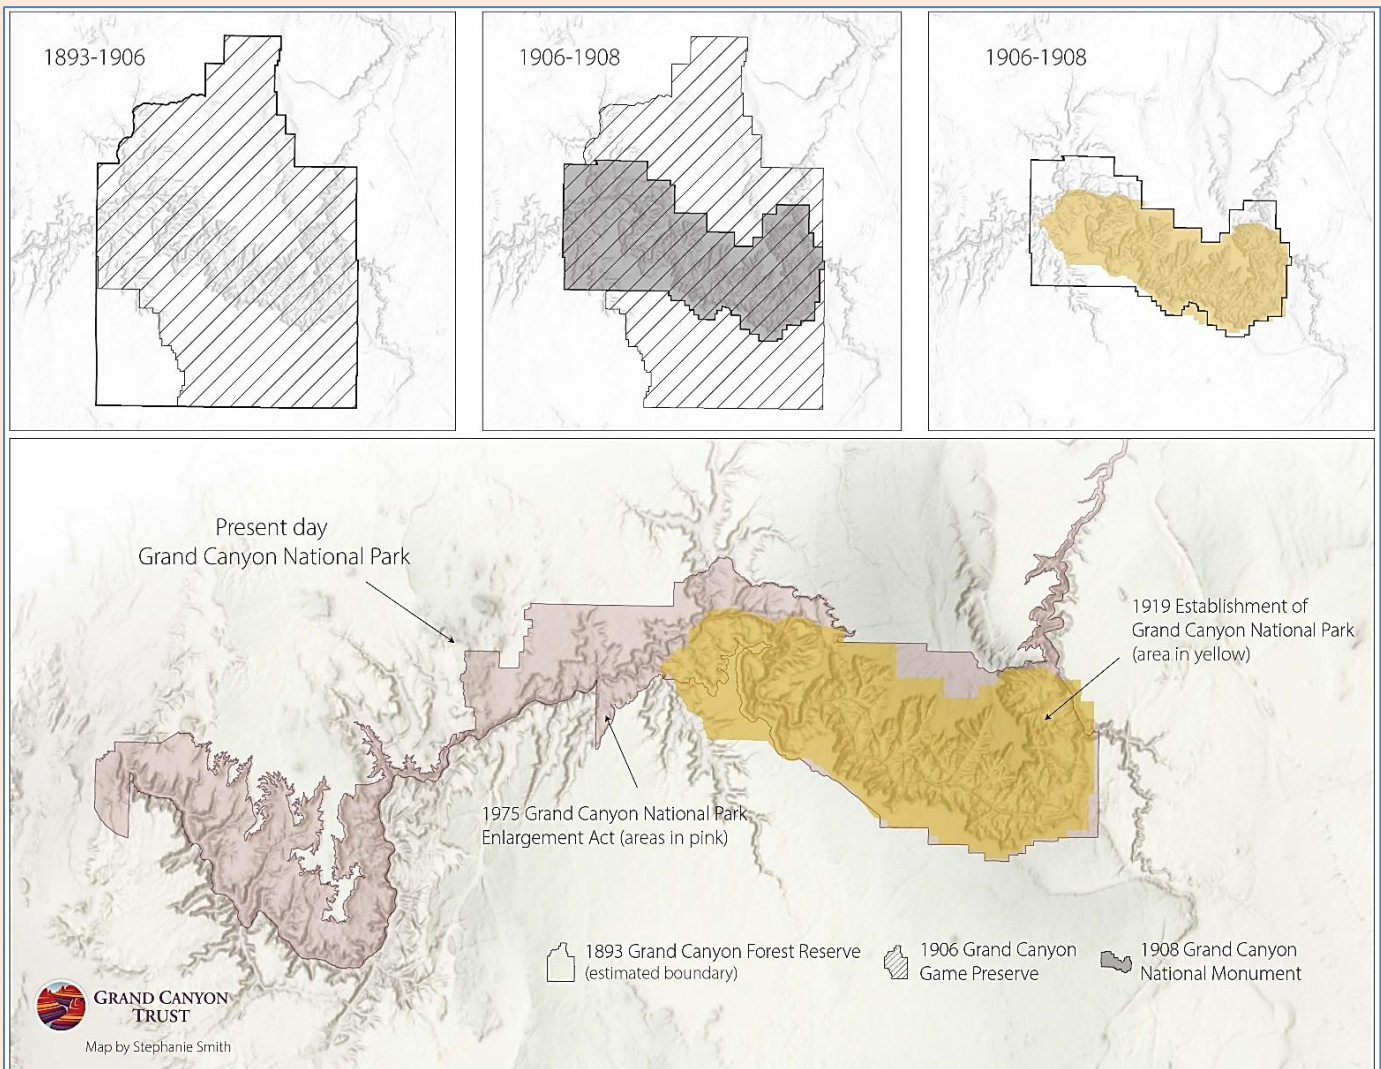 1893-1906
1906-1908
1906-1908
Present day
Grand Canyon National Park
1919 Establishment of
Grand Canyon National Park
(area in yellow)
1975 Grand Canyon National Park
Enlargement Act (areas in pink)
1893 Grand Canyon Forest Reserve
(estimated boundary)
1906 Grand Canyon
Game Preserve
1908 Grand Canyon
National Monument
GRAND CANYON
TRUST
Map by Stephanie Smith